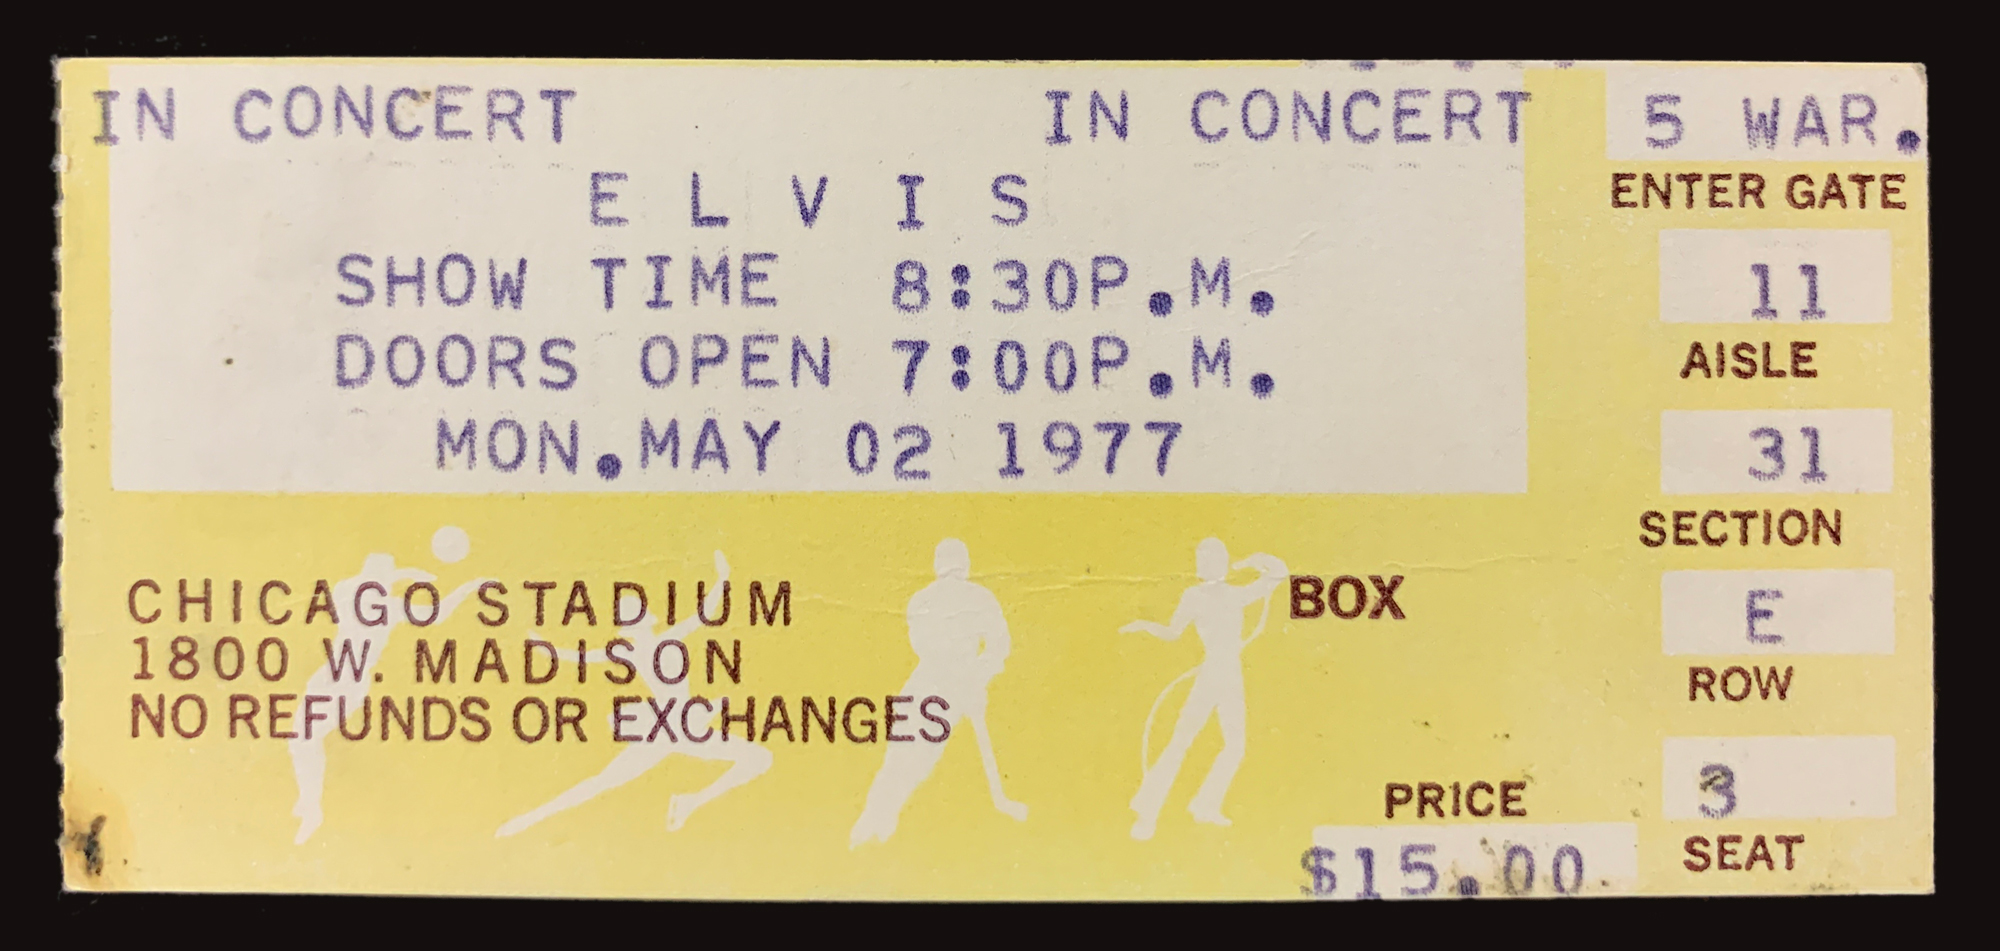 IN CONCERT IN CONCERT
E L V I S
SHOW TIME 8:30P.M.
DOORS OPEN 7:00P.M.
MON.MAY 02 1977
CHICAGO STADIUM
1800 W. MADISON
NO REFUNDS OR EXCHANGES
BOX
PRICE
$15.00
5 WAR.
ENTER GATE
11
AISLE
31
SECTION
E
ROW
3
SEAT